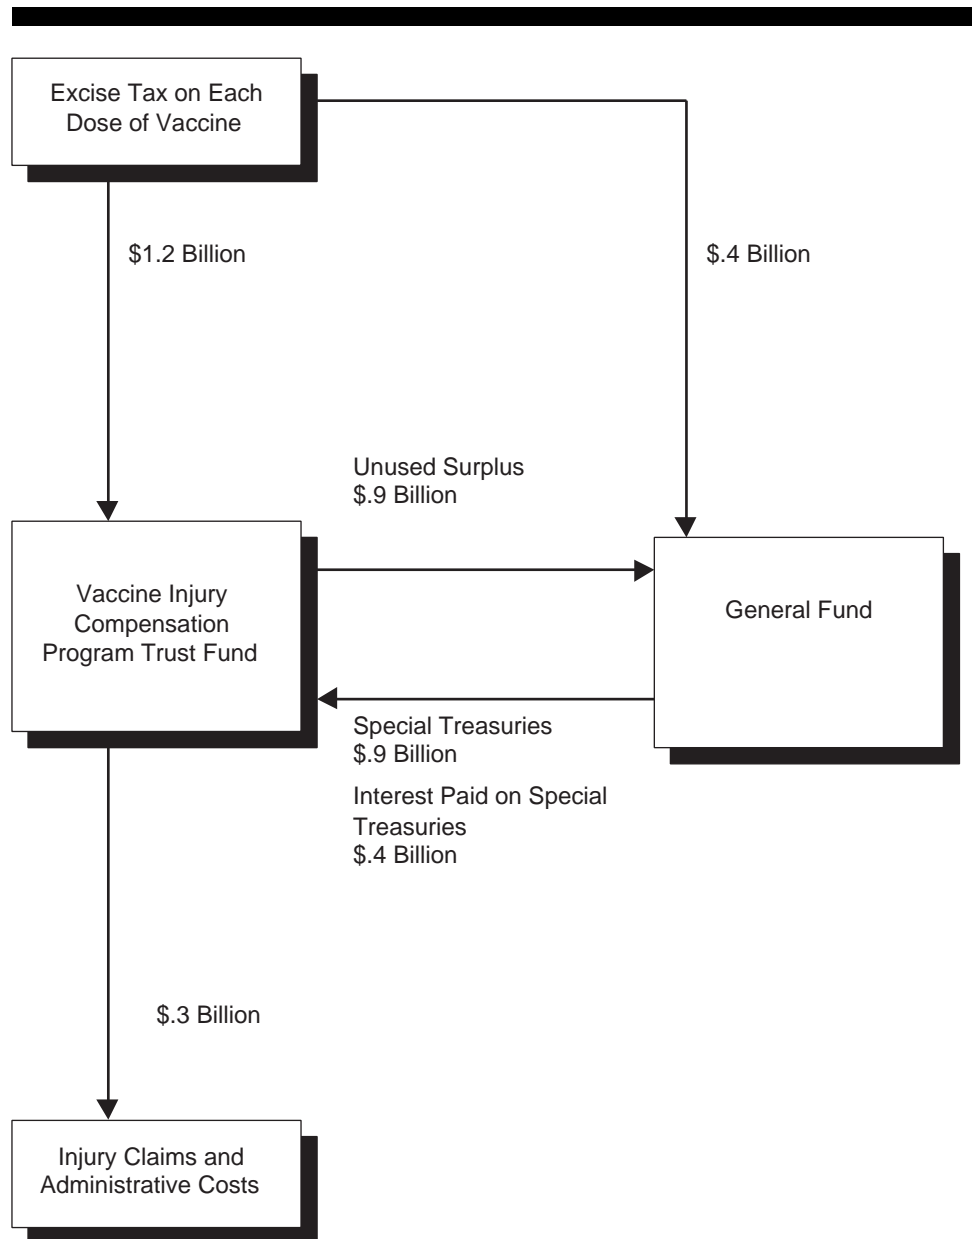 Excise Tax on Each
Dose of Vaccine
$1.2 Billion
$.4 Billion
Unused Surplus
$.9 Billion
Vaccine Injury
Compensation
Program Trust Fund
General Fund
Special Treasuries
$.9 Billion
Interest Paid on Special
Treasuries
$.4 Billion
$.3 Billion
Injury Claims and
Administrative Costs